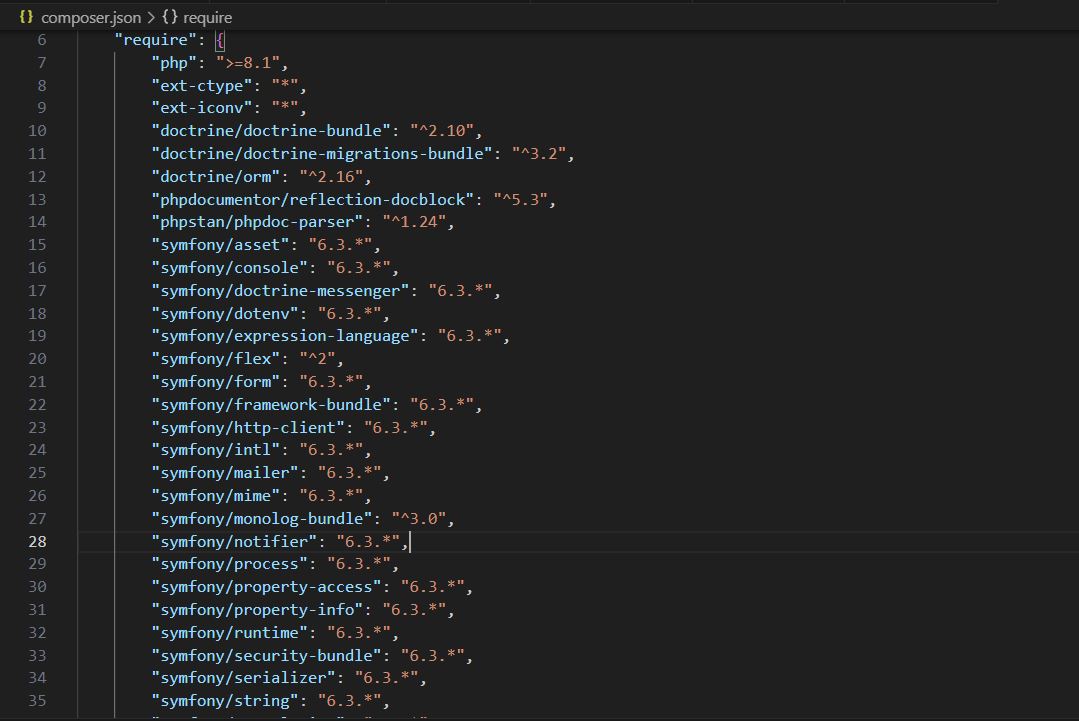 {} composer.json > {} require
6 "require": {
7 "php": ">=8.1",
8 "ext-ctype": "*",
9 "ext-iconv": "*",
10 "doctrine/doctrine-bundle": "^2.10",
11 "doctrine/doctrine-migrations-bundle": "^3.2",
12 "doctrine/orm": "^2.16",
13 "phpdocumentor/reflection-docblock": "^5.3",
14 "phpstan/phpdoc-parser": "^1.24",
15 "symfony/asset": "6.3.*",
16 "symfony/console": "6.3.*",
17 "symfony/doctrine-messenger": "6.3.*",
18 "symfony/dotenv": "6.3.*",
19 "symfony/expression-language": "6.3.*",
20 "symfony/flex": "^2",
21 "symfony/form": "6.3.*",
22 "symfony/framework-bundle": "6.3.*",
23 "symfony/http-client": "6.3.*",
24 "symfony/intl": "6.3.*",
25 "symfony/mailer": "6.3.*",
26 "symfony/mime": "6.3.*",
27 "symfony/monolog-bundle": "^3.0",
28 "symfony/notifier": "6.3.*",
29 "symfony/process": "6.3.*",
30 "symfony/property-access": "6.3.*",
31 "symfony/property-info": "6.3.*",
32 "symfony/runtime": "6.3.*",
33 "symfony/security-bundle": "6.3.*",
34 "symfony/serializer": "6.3.*",
35 "symfony/string": "6.3.*",